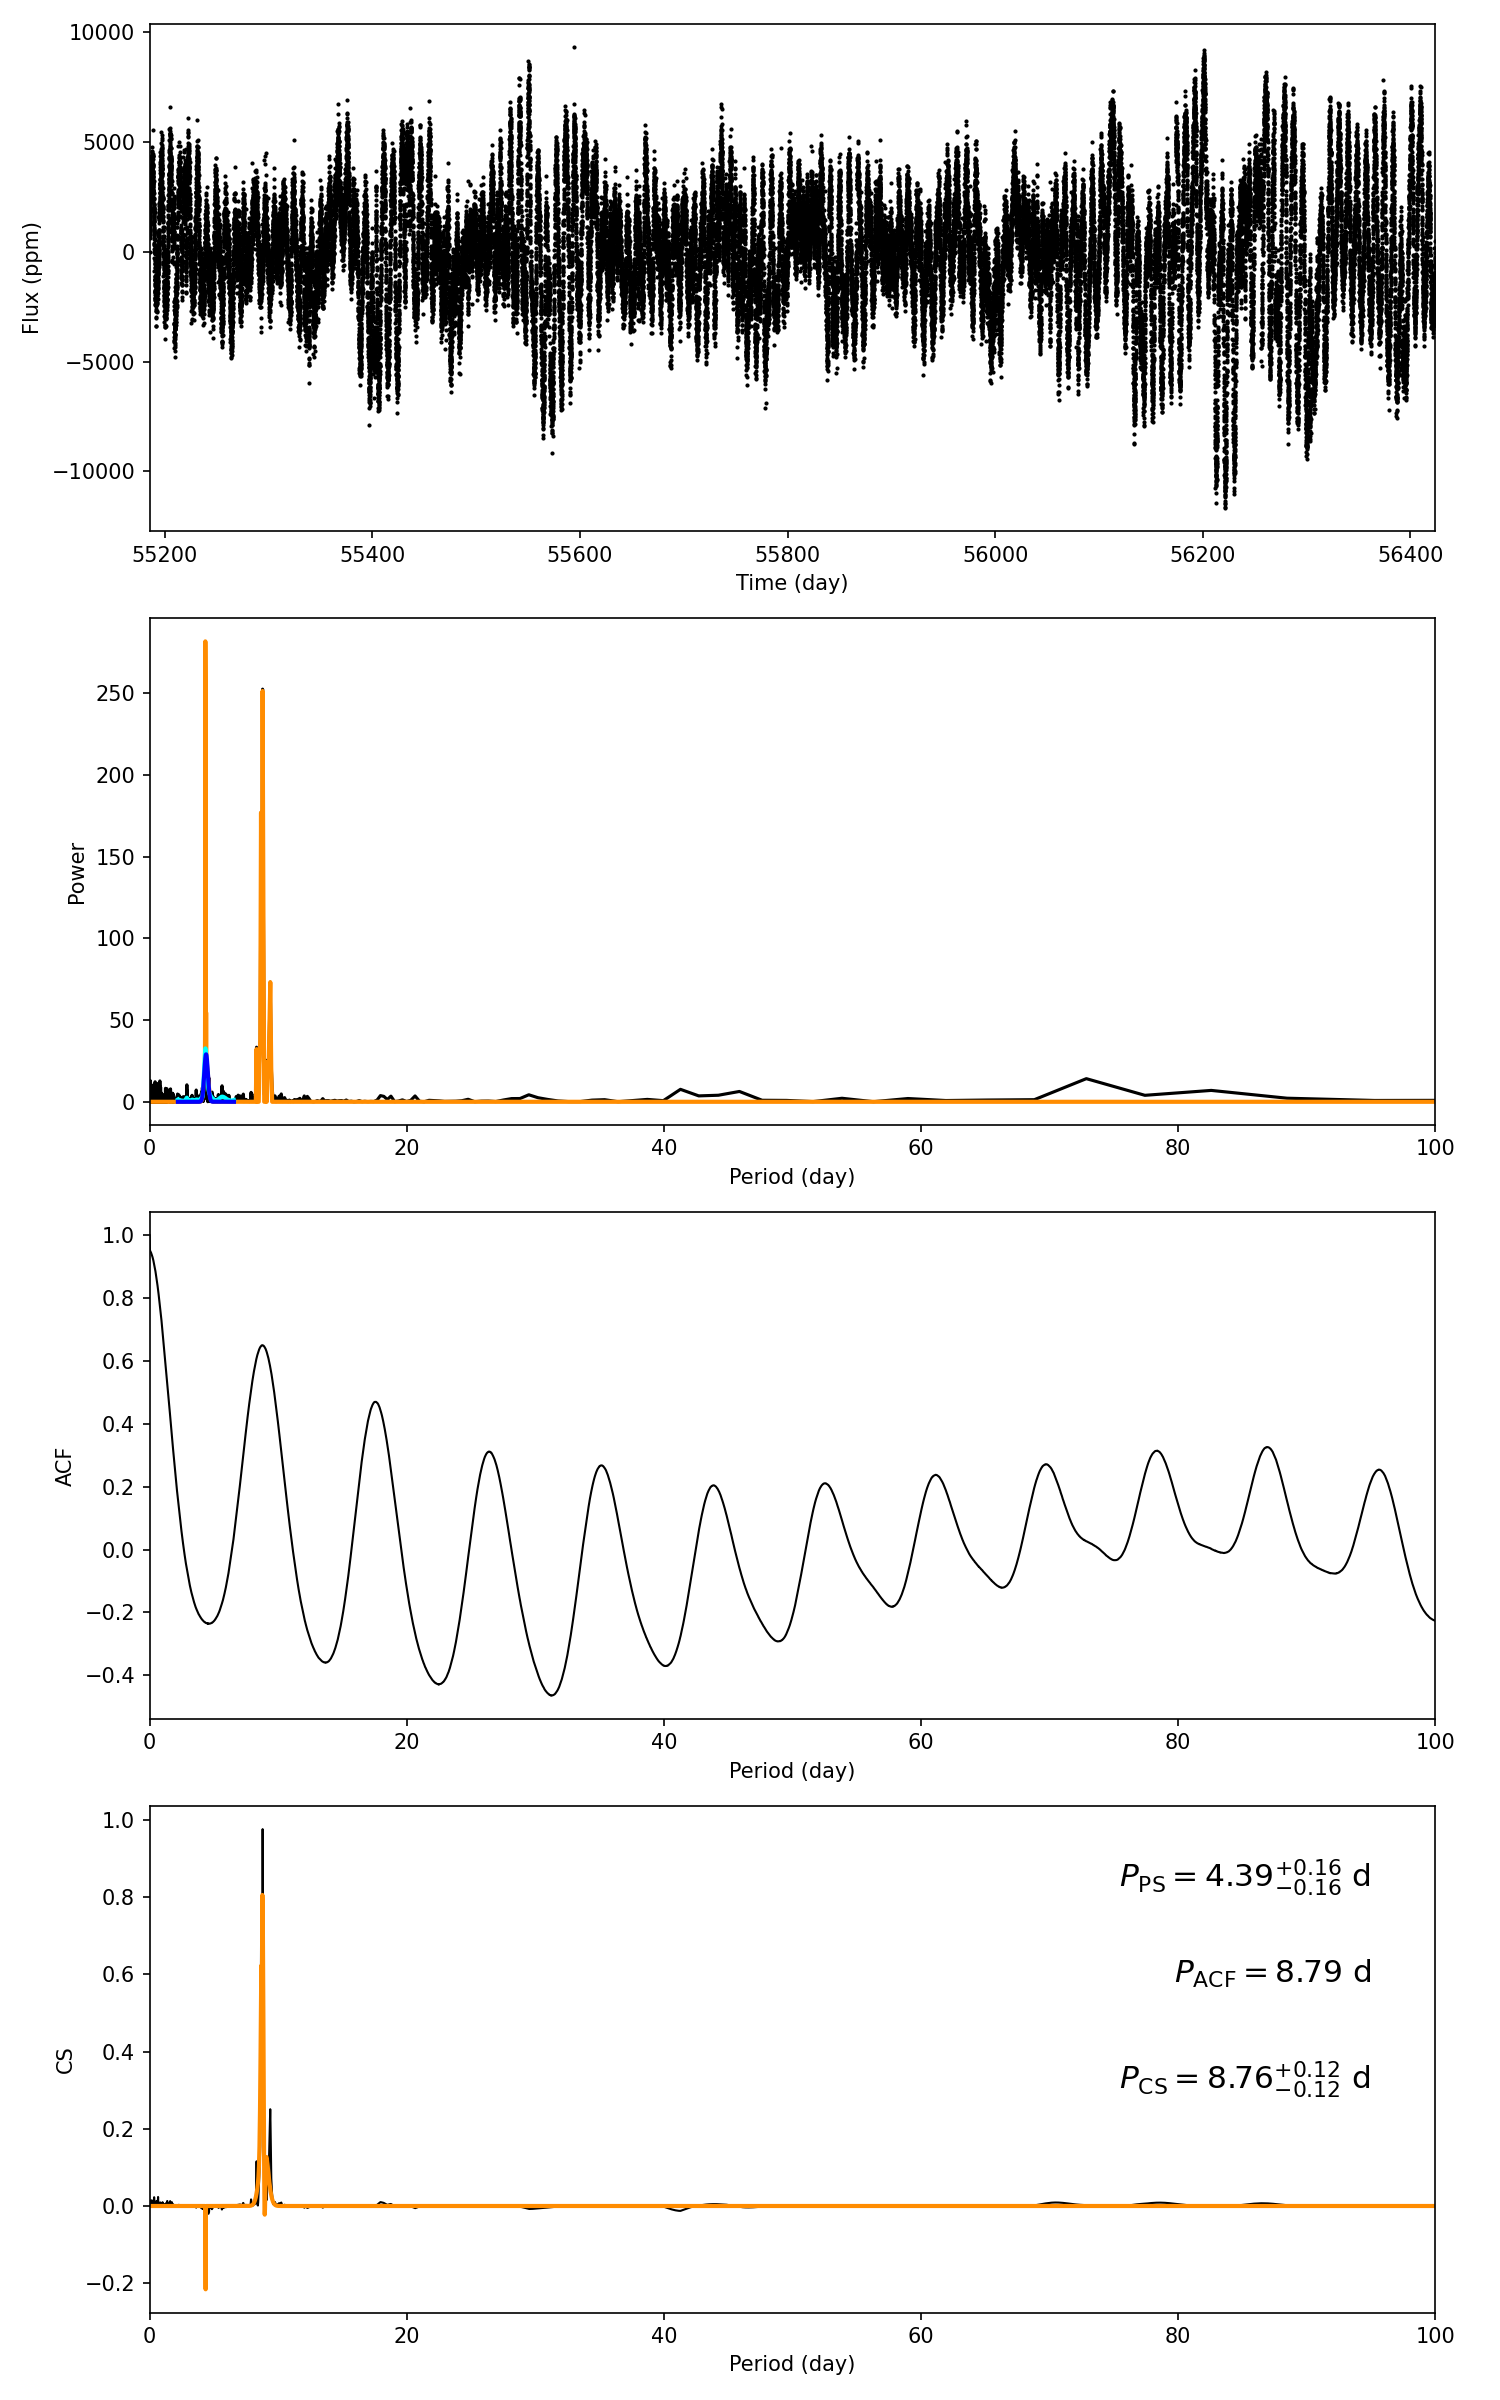 10000
5000
0
−5000
−10000
Flux (ppm)
55200 55400 55600 55800 56000 56200 56400
Time (day)
250
200
150
100
50
0
Power
0 20 40 60 80 100
Period (day)
1.0
0.8
0.6
0.4
0.2
0.0
−0.2
−0.4
ACF
0 20 40 60 80 100
Period (day)
1.0
0.8
0.6
0.4
0.2
0.0
−0.2
CS
P_PS = 4.39 +0.16 −0.16 d
P_ACF = 8.79 d
P_CS = 8.76 +0.12 −0.12 d
0 20 40 60 80 100
Period (day)